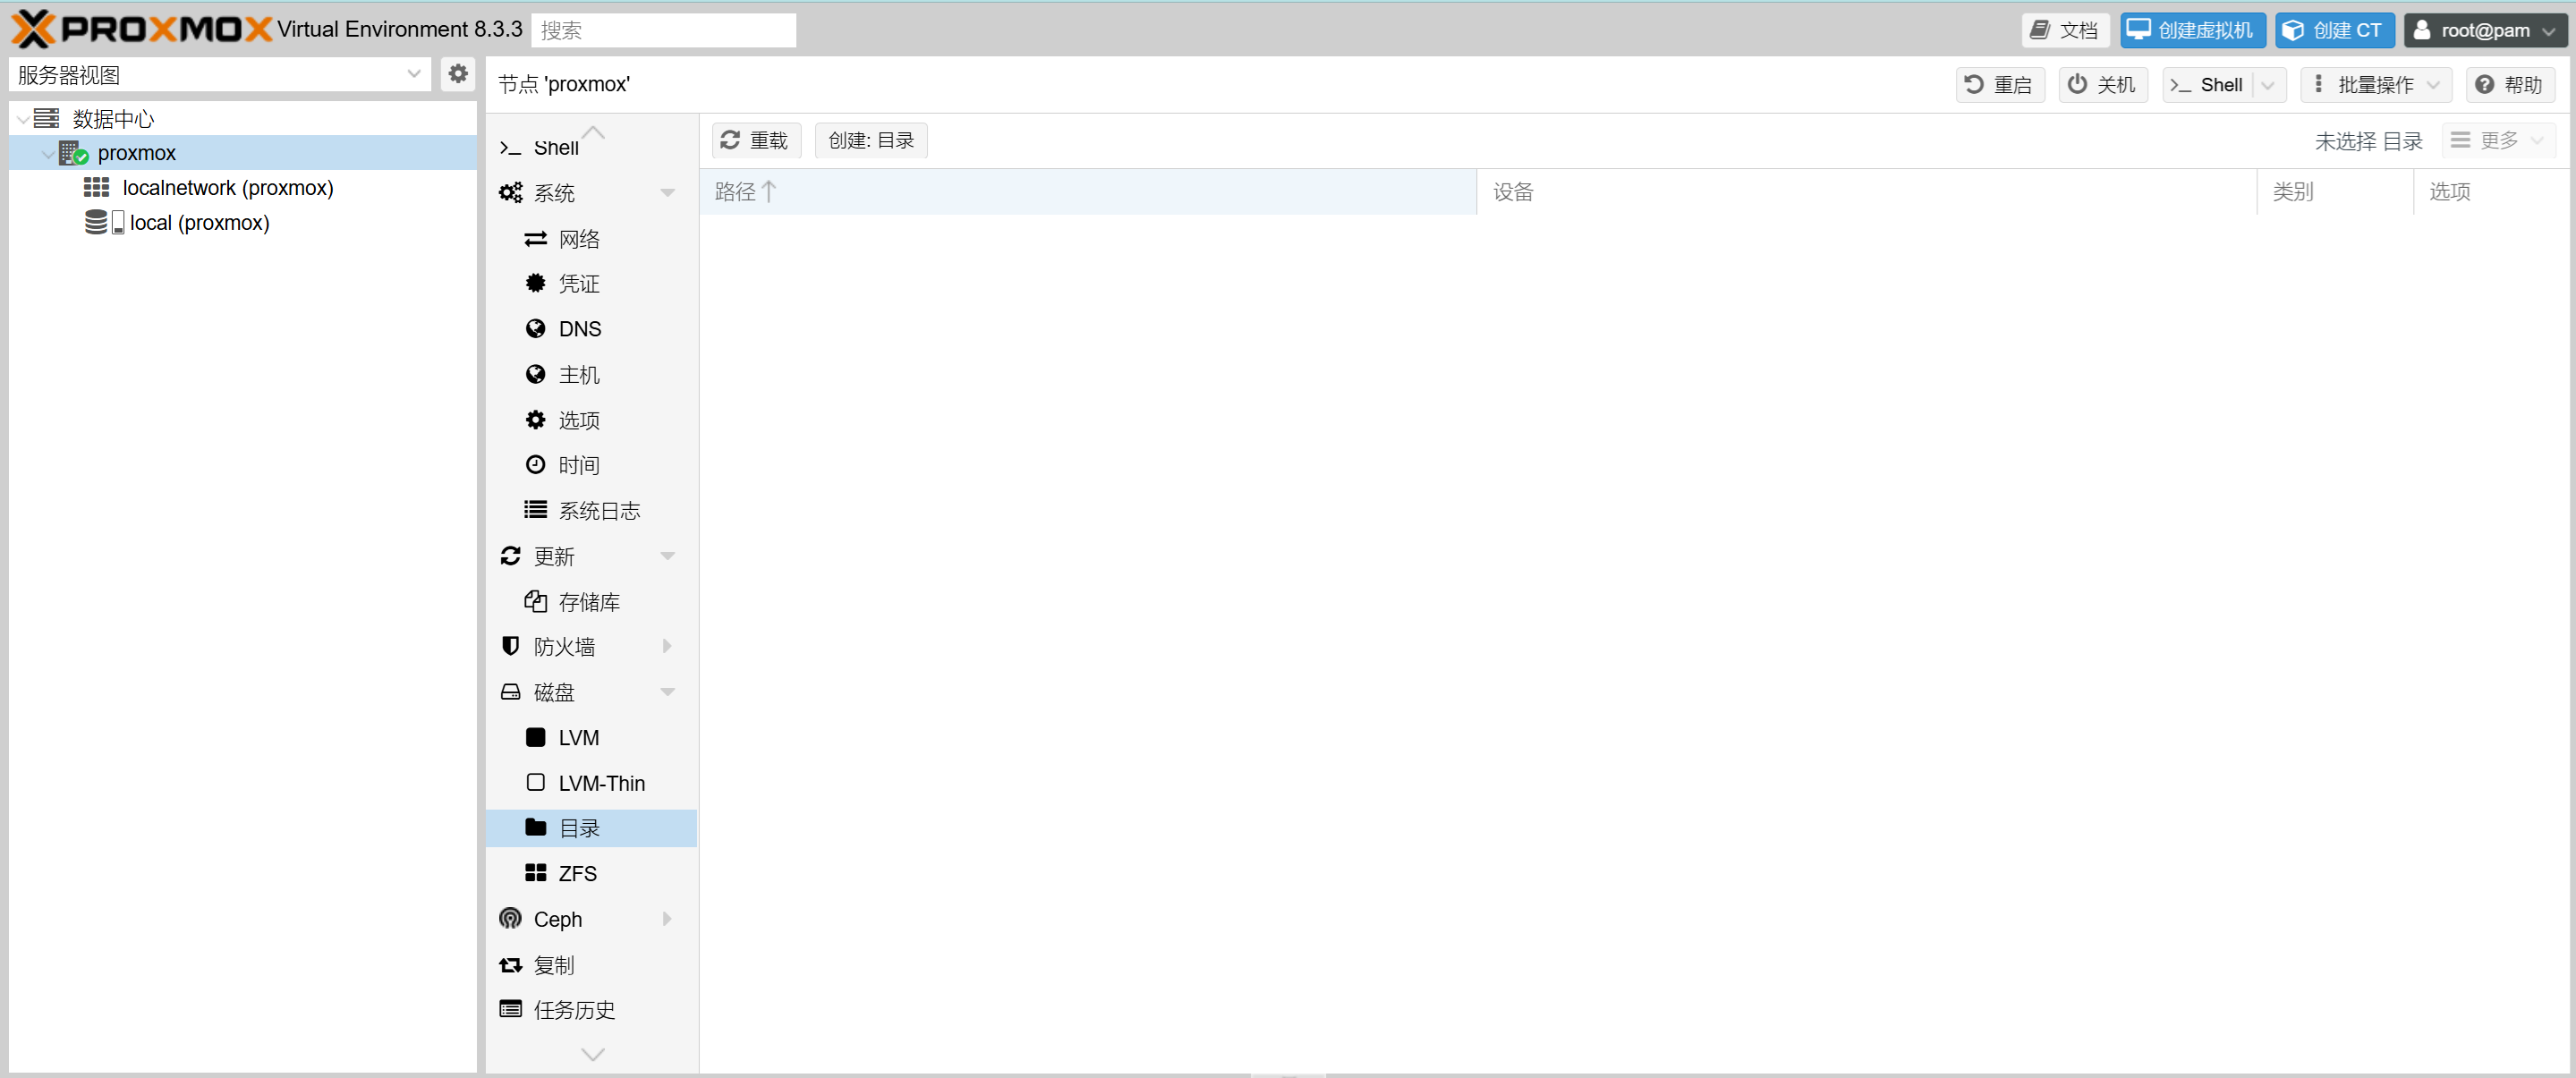 PROXMOX Virtual Environment 8.3.3 搜索 文档 创建虚拟机 创建 CT root@pam
服务器视图
数据中心
proxmox
localnetwork (proxmox)
local (proxmox)
节点 'proxmox' 重启 关机 Shell 批量操作 帮助
Shell
系统
网络
凭证
DNS
主机
选项
时间
系统日志
更新
存储库
防火墙
磁盘
LVM
LVM-Thin
目录
ZFS
Ceph
复制
任务历史
重载 创建: 目录 未选择 目录 更多
路径 设备 类别 选项